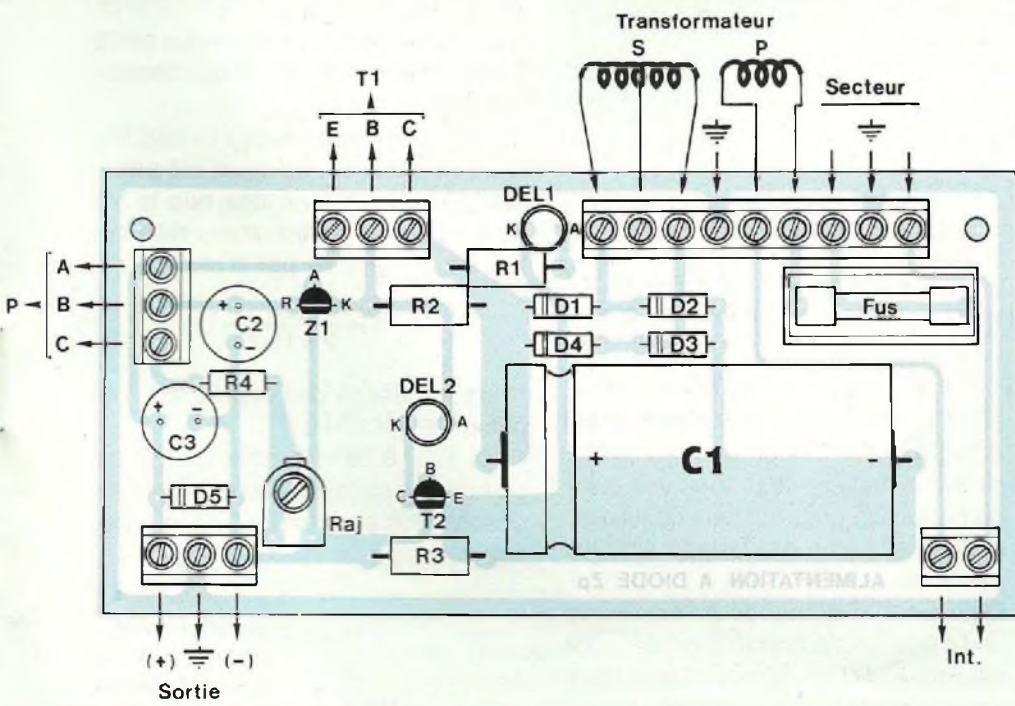 Transformateur
S P
Secteur
T1
E B C
DEL1
K A
A
B
C
P
+
C2
-
A
R K
Z1
R2
R1
D1 D2
D4 D3
Fus
R4
+ -
C3
DEL2
K A
B
C E
T2
D5
Raj
R3
+ C1 -
ALIMENTATION A DIODE Zp
(+) (-)
Sortie
Int.